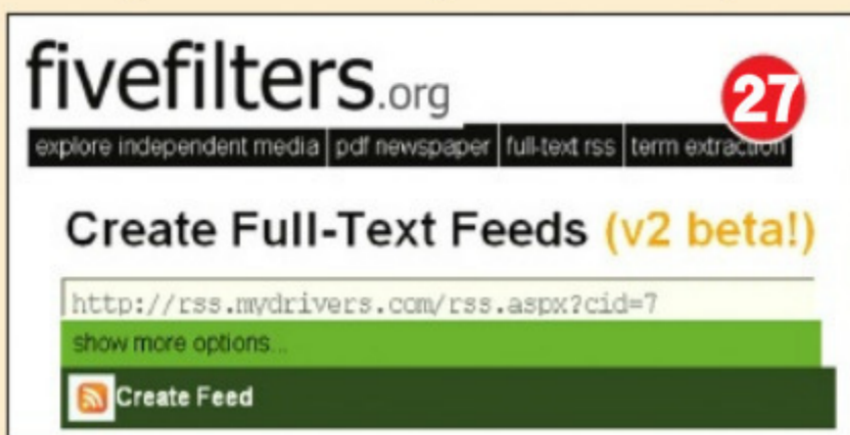 fivefilters.org
27
explore independent media pdf newspaper full-text rss term extraction
Create Full-Text Feeds (v2 beta!)
http://rss.mydrivers.com/rss.aspx?cid=7
show more options...
Create Feed